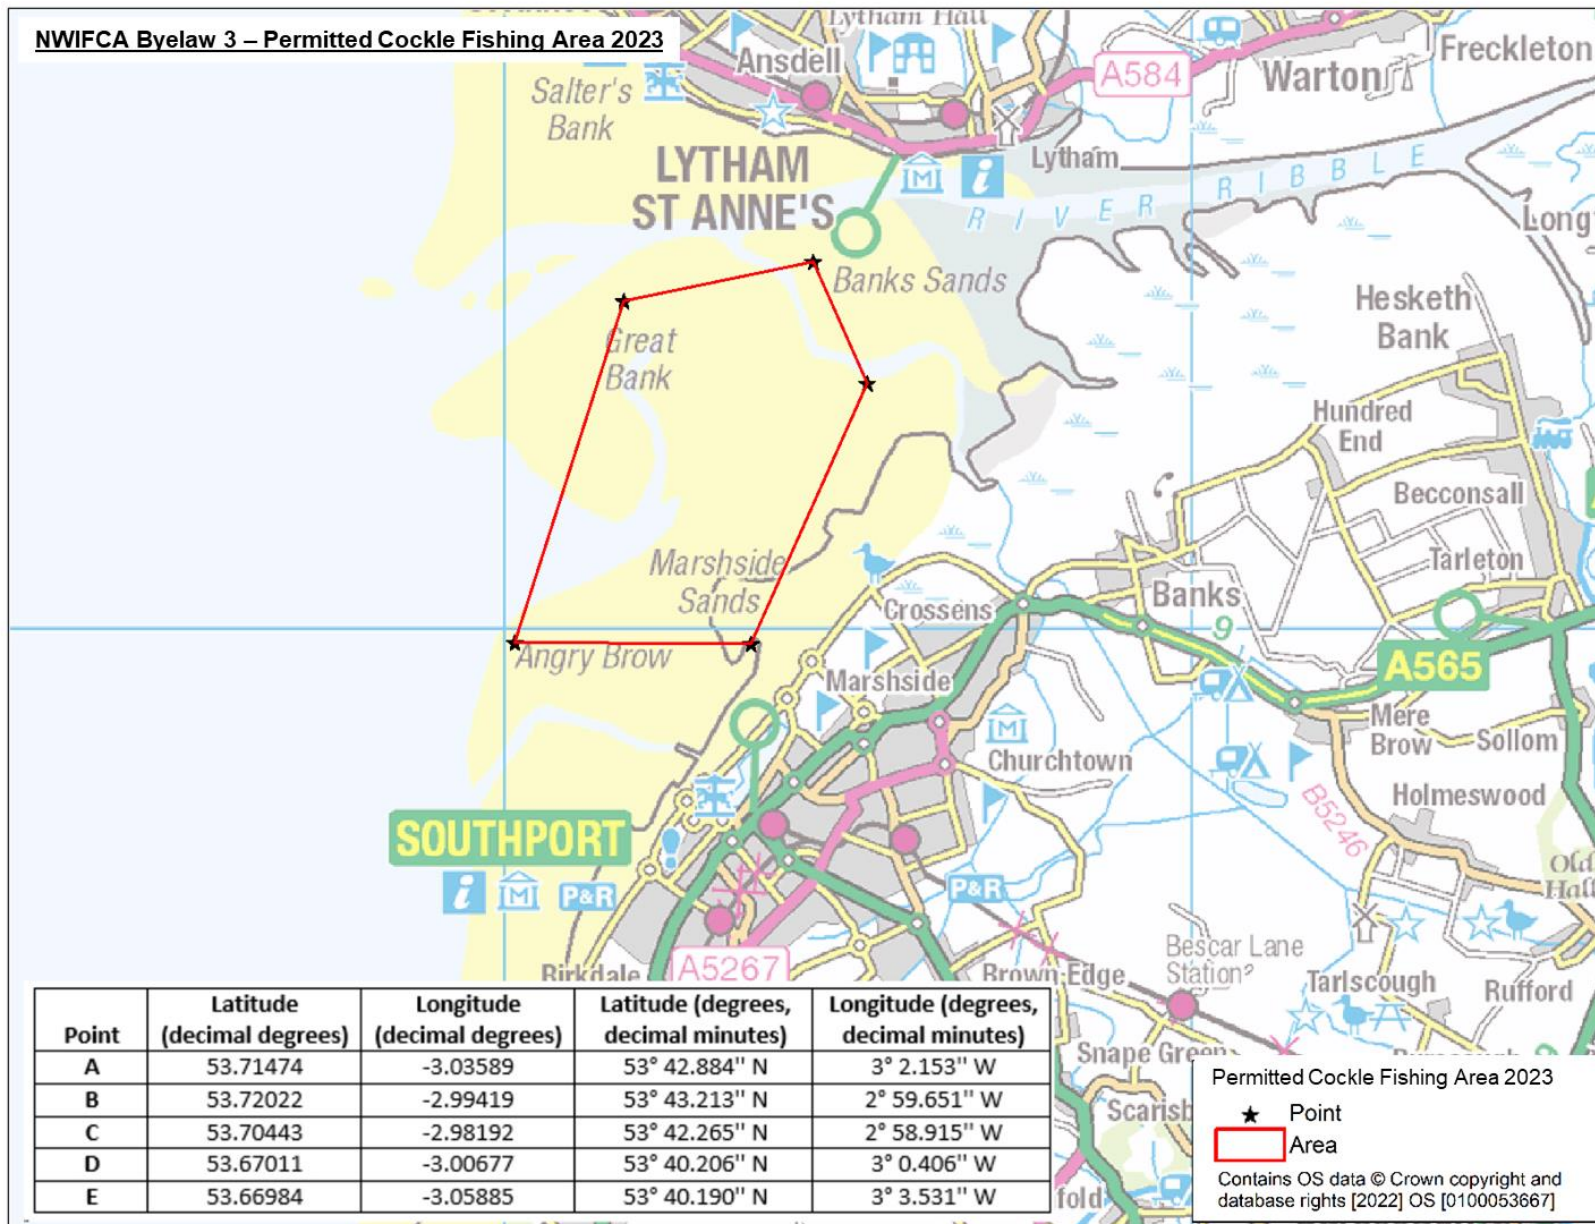 NWIFCA Byelaw 3 – Permitted Cockle Fishing Area 2023
Lytham Hall
Freckleton
Ansdell
A584
Warton
Salter's
Bank
LYTHAM
ST ANNE'S
Lytham
RIVER RIBBLE
Long
Banks Sands
Hesketh
Bank
Great
Bank
Hundred
End
Becconsall
Marshside
Sands
Tarleton
Crossens
Banks
9
Angry Brow
A565
Marshside
Mere
Brow
Sollom
Churchtown
Holmeswood
B5246
SOUTHPORT
Old
Hall
P&R
P&R
Bescar Lane
Station
Birkdale
A5267
Brown Edge
Tarlscough
Rufford
Snape Green
Scarisb
fold
Point | Latitude (decimal degrees) | Longitude (decimal degrees) | Latitude (degrees, decimal minutes) | Longitude (degrees, decimal minutes)
A | 53.71474 | -3.03589 | 53° 42.884'' N | 3° 2.153'' W
B | 53.72022 | -2.99419 | 53° 43.213'' N | 2° 59.651'' W
C | 53.70443 | -2.98192 | 53° 42.265'' N | 2° 58.915'' W
D | 53.67011 | -3.00677 | 53° 40.206'' N | 3° 0.406'' W
E | 53.66984 | -3.05885 | 53° 40.190'' N | 3° 3.531'' W
Permitted Cockle Fishing Area 2023
Point
Area
Contains OS data © Crown copyright and
database rights [2022] OS [0100053667]